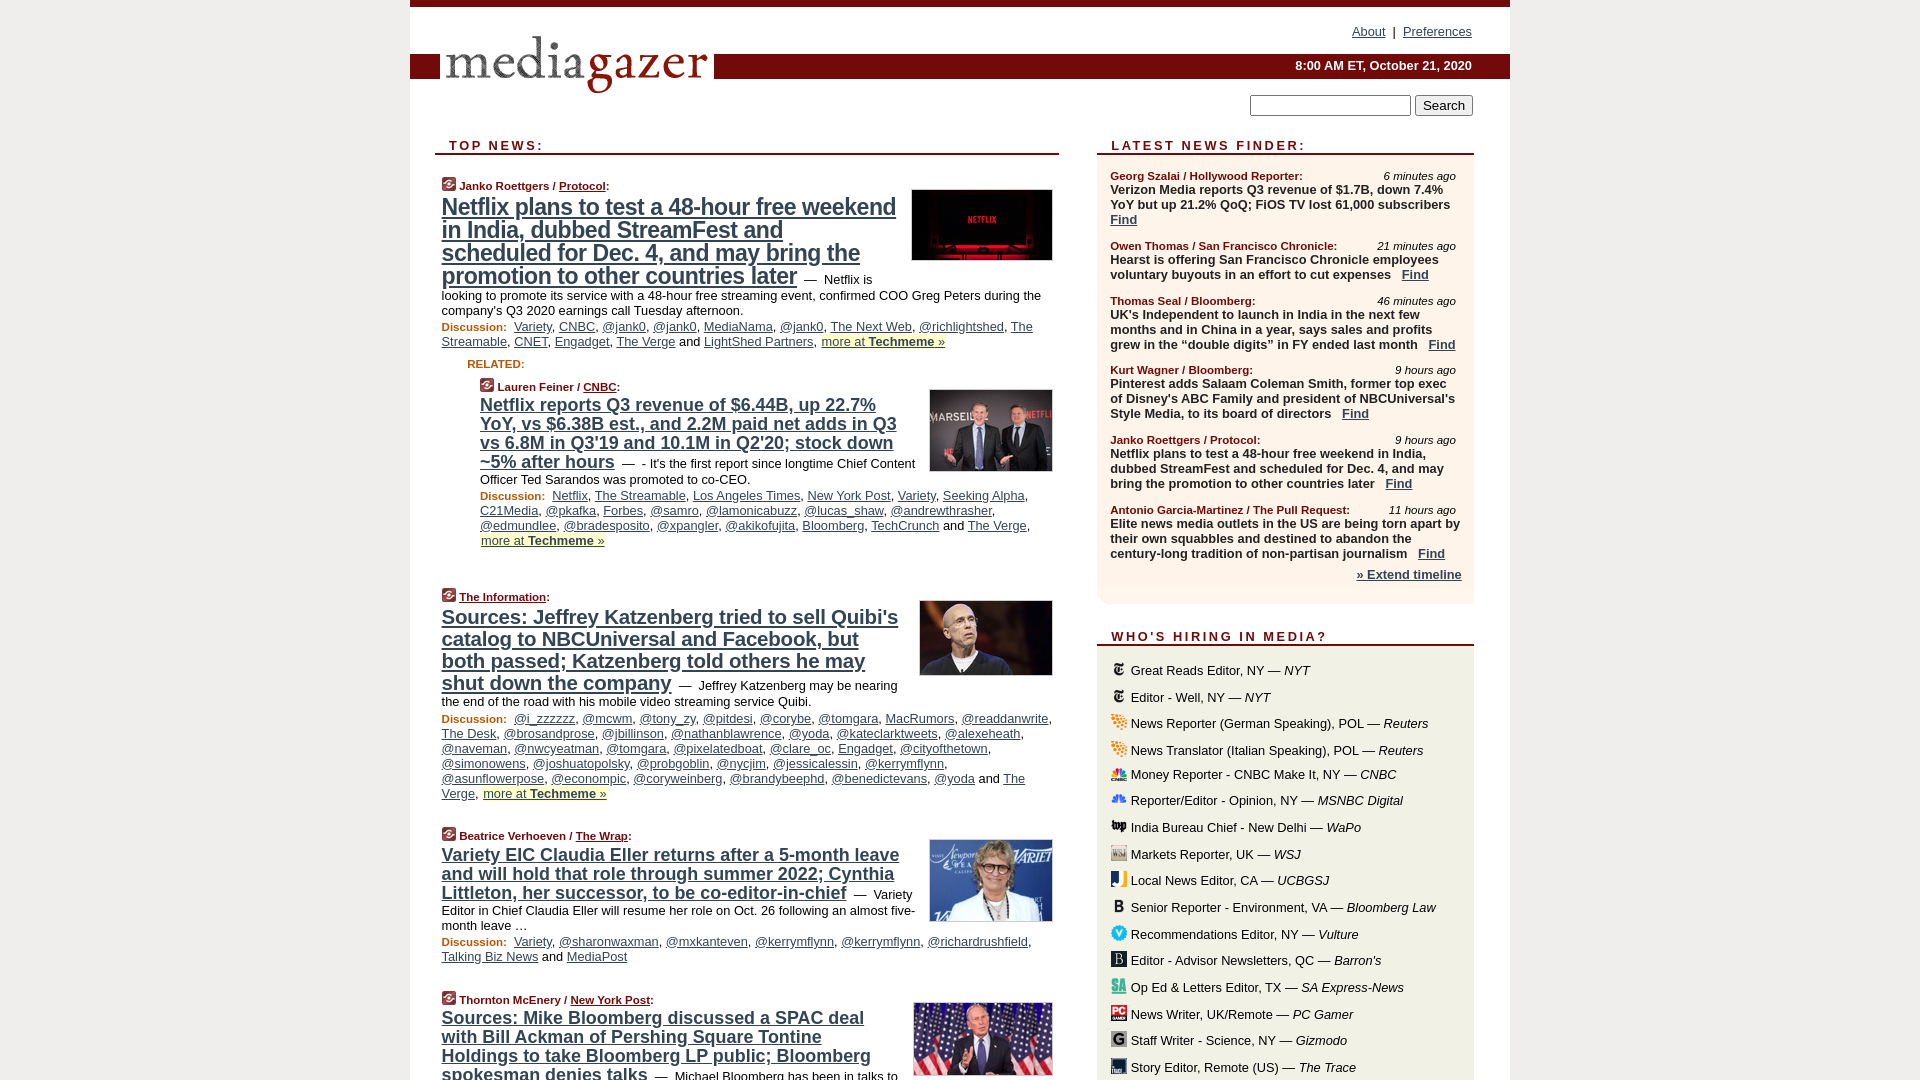 About | Preferences
mediagazer
8:00 AM ET, October 21, 2020
Search
TOP NEWS:
Janko Roettgers / Protocol:
Netflix plans to test a 48-hour free weekend
in India, dubbed StreamFest and
scheduled for Dec. 4, and may bring the
promotion to other countries later — Netflix is
looking to promote its service with a 48-hour free streaming event, confirmed COO Greg Peters during the
company's Q3 2020 earnings call Tuesday afternoon.
Discussion: Variety, CNBC, @jank0, @jank0, MediaNama, @jank0, The Next Web, @richlightshed, The
Streamable, CNET, Engadget, The Verge and LightShed Partners, more at Techmeme »
NETFLIX
RELATED:
Lauren Feiner / CNBC:
Netflix reports Q3 revenue of $6.44B, up 22.7%
YoY, vs $6.38B est., and 2.2M paid net adds in Q3
vs 6.8M in Q3'19 and 10.1M in Q2'20; stock down
~5% after hours — - It's the first report since longtime Chief Content
Officer Ted Sarandos was promoted to co-CEO.
Discussion: Netflix, The Streamable, Los Angeles Times, New York Post, Variety, Seeking Alpha,
C21Media, @pkafka, Forbes, @samro, @lamonicabuzz, @lucas_shaw, @andrewthrasher,
@edmundlee, @bradesposito, @xpangler, @akikofujita, Bloomberg, TechCrunch and The Verge,
more at Techmeme »
The Information:
Sources: Jeffrey Katzenberg tried to sell Quibi's
catalog to NBCUniversal and Facebook, but
both passed; Katzenberg told others he may
shut down the company — Jeffrey Katzenberg may be nearing
the end of the road with his mobile video streaming service Quibi.
Discussion: @i_zzzzzz, @mcwm, @tony_zy, @pitdesi, @corybe, @tomgara, MacRumors, @readdanwrite,
The Desk, @brosandprose, @jbillinson, @nathanblawrence, @yoda, @kateclarktweets, @alexeheath,
@naveman, @nwcyeatman, @tomgara, @pixelatedboat, @clare_oc, Engadget, @cityofthetown,
@simonowens, @joshuatopolsky, @probgoblin, @nycjim, @jessicalessin, @kerrymflynn,
@asunflowerpose, @econompic, @coryweinberg, @brandybeephd, @benedictevans, @yoda and The
Verge, more at Techmeme »
Beatrice Verhoeven / The Wrap:
Variety EIC Claudia Eller returns after a 5-month leave
and will hold that role through summer 2022; Cynthia
Littleton, her successor, to be co-editor-in-chief — Variety
Editor in Chief Claudia Eller will resume her role on Oct. 26 following an almost five-
month leave …
Discussion: Variety, @sharonwaxman, @mxkanteven, @kerrymflynn, @kerrymflynn, @richardrushfield,
Talking Biz News and MediaPost
Thornton McEnery / New York Post:
Sources: Mike Bloomberg discussed a SPAC deal
with Bill Ackman of Pershing Square Tontine
Holdings to take Bloomberg LP public; Bloomberg
spokesman denies talks — Michael Bloomberg has been in talks to
LATEST NEWS FINDER:
Georg Szalai / Hollywood Reporter: 6 minutes ago
Verizon Media reports Q3 revenue of $1.7B, down 7.4%
YoY but up 21.2% QoQ; FiOS TV lost 61,000 subscribers
Find
Owen Thomas / San Francisco Chronicle: 21 minutes ago
Hearst is offering San Francisco Chronicle employees
voluntary buyouts in an effort to cut expenses Find
Thomas Seal / Bloomberg: 46 minutes ago
UK's Independent to launch in India in the next few
months and in China in a year, says sales and profits
grew in the “double digits” in FY ended last month Find
Kurt Wagner / Bloomberg: 9 hours ago
Pinterest adds Salaam Coleman Smith, former top exec
of Disney's ABC Family and president of NBCUniversal's
Style Media, to its board of directors Find
Janko Roettgers / Protocol: 9 hours ago
Netflix plans to test a 48-hour free weekend in India,
dubbed StreamFest and scheduled for Dec. 4, and may
bring the promotion to other countries later Find
Antonio Garcia-Martinez / The Pull Request: 11 hours ago
Elite news media outlets in the US are being torn apart by
their own squabbles and destined to abandon the
century-long tradition of non-partisan journalism Find
» Extend timeline
WHO'S HIRING IN MEDIA?
Great Reads Editor, NY — NYT
Editor - Well, NY — NYT
News Reporter (German Speaking), POL — Reuters
News Translator (Italian Speaking), POL — Reuters
Money Reporter - CNBC Make It, NY — CNBC
Reporter/Editor - Opinion, NY — MSNBC Digital
India Bureau Chief - New Delhi — WaPo
Markets Reporter, UK — WSJ
Local News Editor, CA — UCBGSJ
Senior Reporter - Environment, VA — Bloomberg Law
Recommendations Editor, NY — Vulture
Editor - Advisor Newsletters, QC — Barron's
Op Ed & Letters Editor, TX — SA Express-News
News Writer, UK/Remote — PC Gamer
Staff Writer - Science, NY — Gizmodo
Story Editor, Remote (US) — The Trace